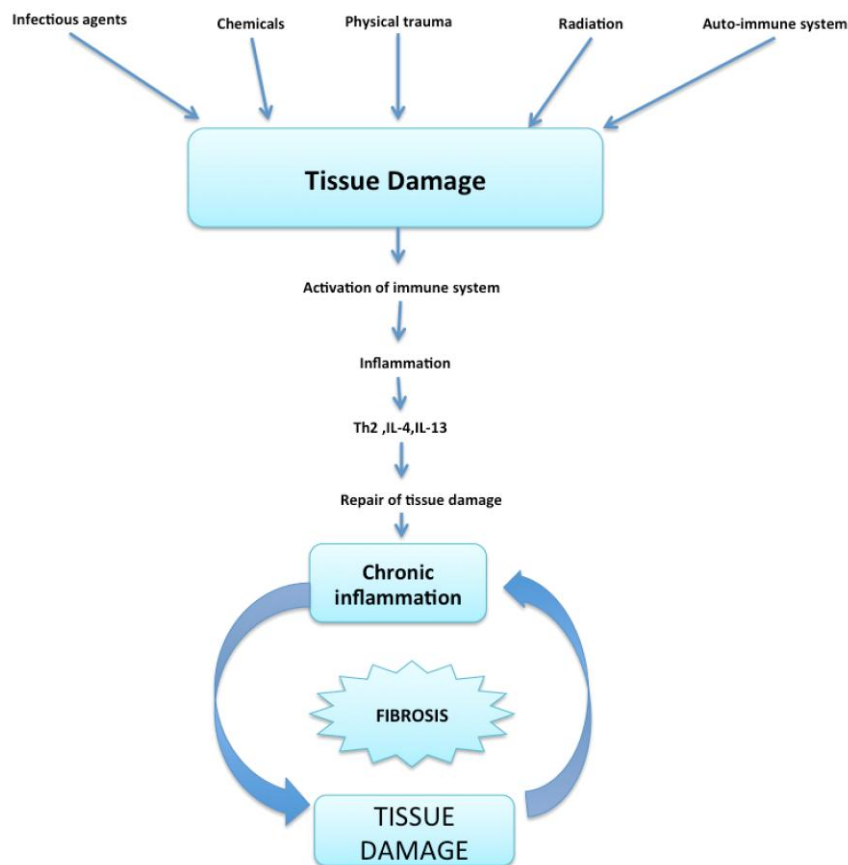 Infectious agents
Chemicals
Physical trauma
Radiation
Auto-immune system
Tissue Damage
Activation of immune system
Inflammation
Th2 ,IL-4,IL-13
Repair of tissue damage
Chronic
inflammation
FIBROSIS
TISSUE
DAMAGE